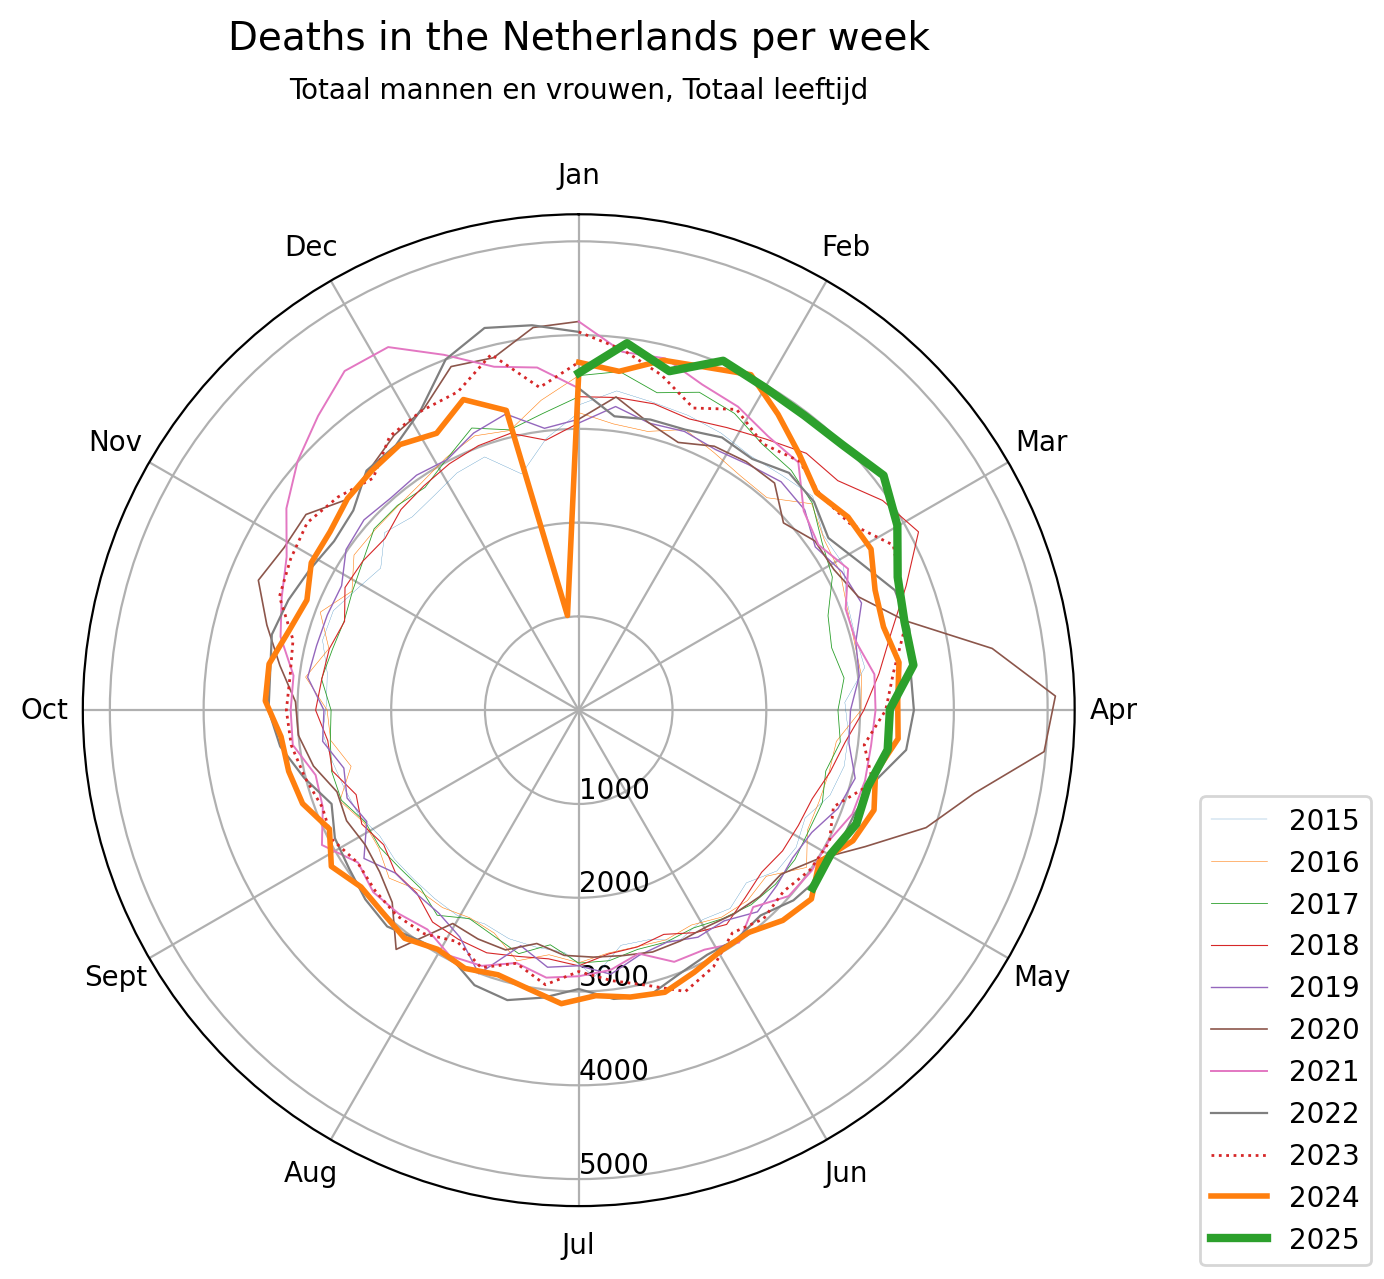 Deaths in the Netherlands per week
Totaal mannen en vrouwen, Totaal leeftijd
Jan
Dec
Feb
Nov
Mar
Oct
Apr
1000
2000
3000
4000
5000
Sept
May
Aug
Jun
Jul
2015
2016
2017
2018
2019
2020
2021
2022
2023
2024
2025